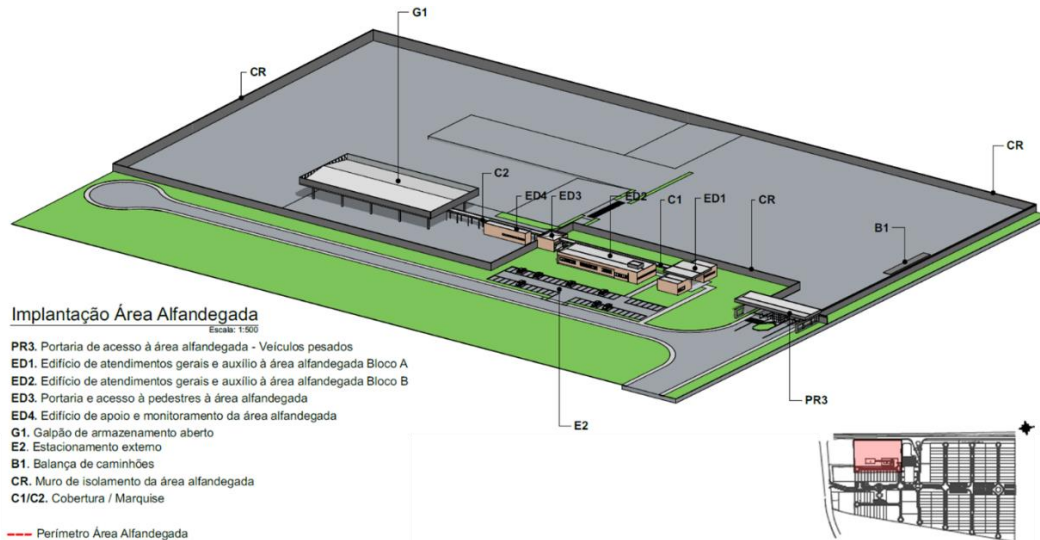 G1
CR
CR
C2
ED4
ED3
ED2
C1
ED1
CR
B1
Implantação Área Alfandegada
Escala: 1:500
PR3. Portaria de acesso à área alfandegada - Veículos pesados
ED1. Edifício de atendimentos gerais e auxílio à área alfandegada Bloco A
ED2. Edifício de atendimentos gerais e auxílio à área alfandegada Bloco B
ED3. Portaria e acesso à pedestres à área alfandegada
ED4. Edifício de apoio e monitoramento da área alfandegada
G1. Galpão de armazenamento aberto
E2. Estacionamento externo
B1. Balança de caminhões
CR. Muro de isolamento da área alfandegada
C1/C2. Cobertura / Marquise
Perímetro Área Alfandegada
PR3
E2